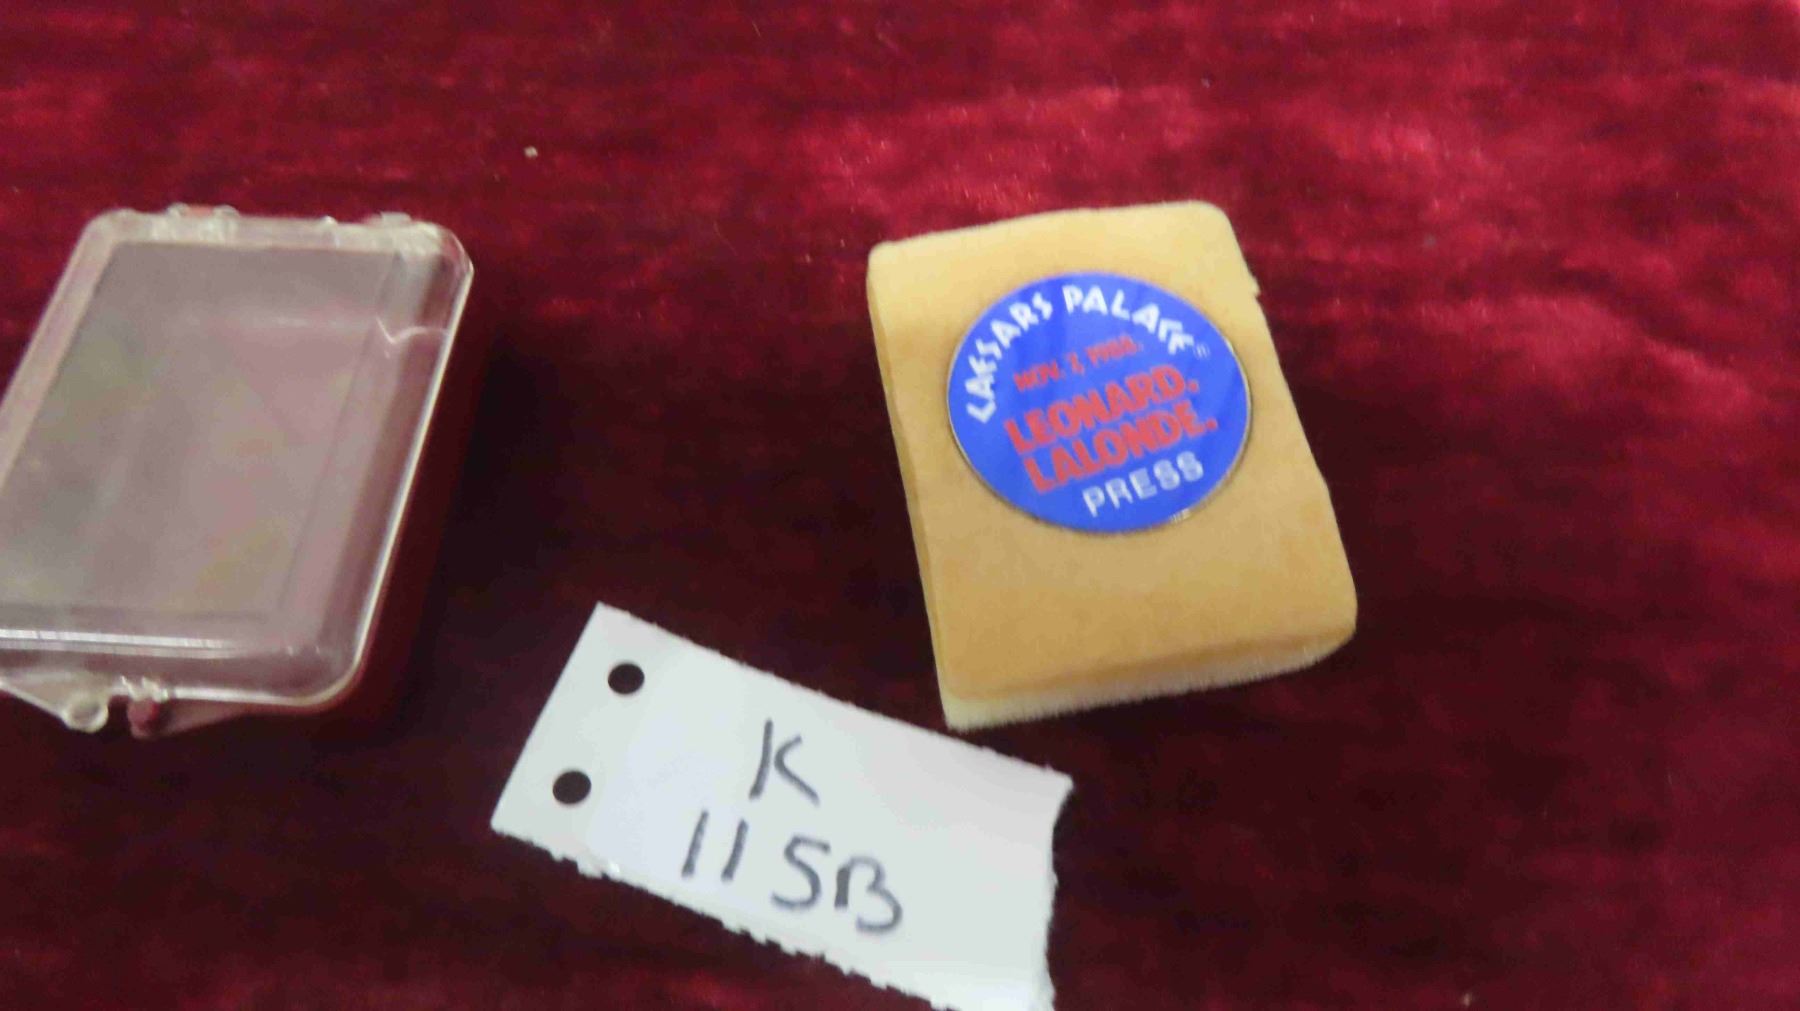 CAESARS PALACE®
NOV. 7, 1988.
LEONARD.
LALONDE.
PRESS
K
115B